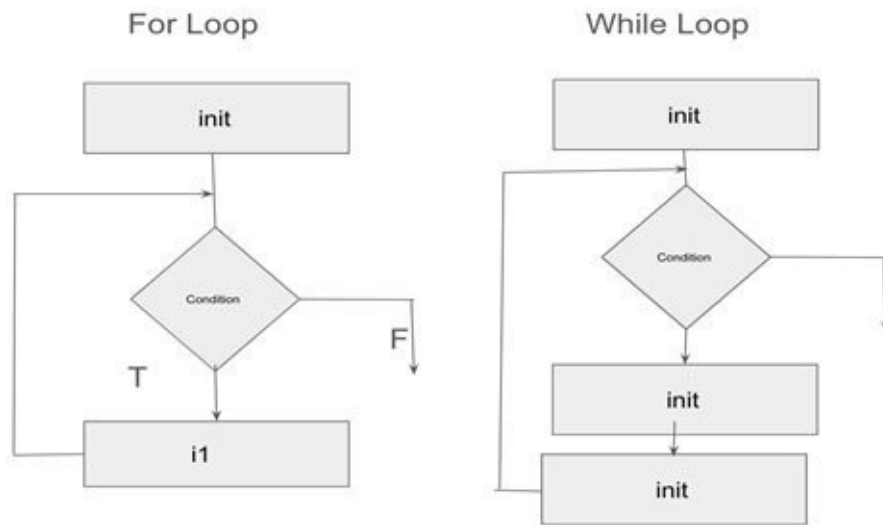 For Loop
init
Condition
F
T
i1
While Loop
init
Condition
init
init